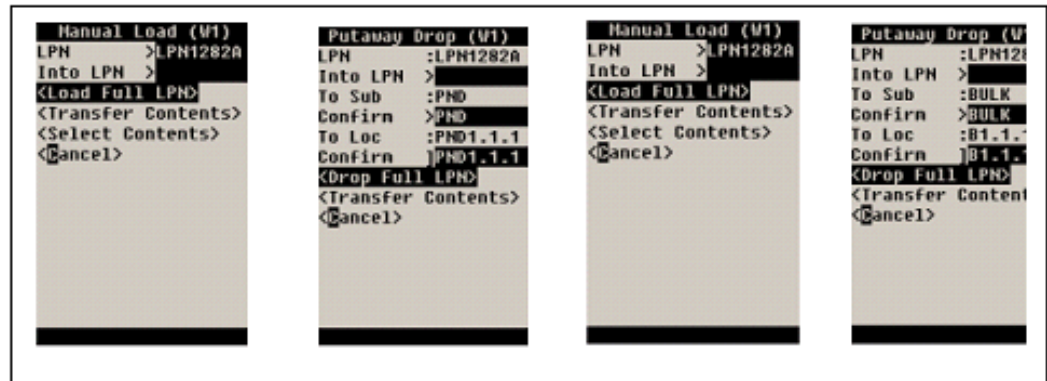 Manual Load (W1)
LPN >LPN1282A
Into LPN >
<Load Full LPN>
<Transfer Contents>
<Select Contents>
<Cancel>
Putaway Drop (W1)
LPN :LPN1282A
Into LPN >
To Sub :PND
Confirm >PND
To Loc :PND1.1.1
Confirm ]PND1.1.1
<Drop Full LPN>
<Transfer Contents>
<Cancel>
Manual Load (W1)
LPN >LPN1282A
Into LPN >
<Load Full LPN>
<Transfer Contents>
<Select Contents>
<Cancel>
Putaway Drop (W
LPN :LPN128
Into LPN >
To Sub :BULK
Confirm >BULK
To Loc :B1.1.
Confirm ]B1.1.
<Drop Full LPN>
<Transfer Conten
<Cancel>